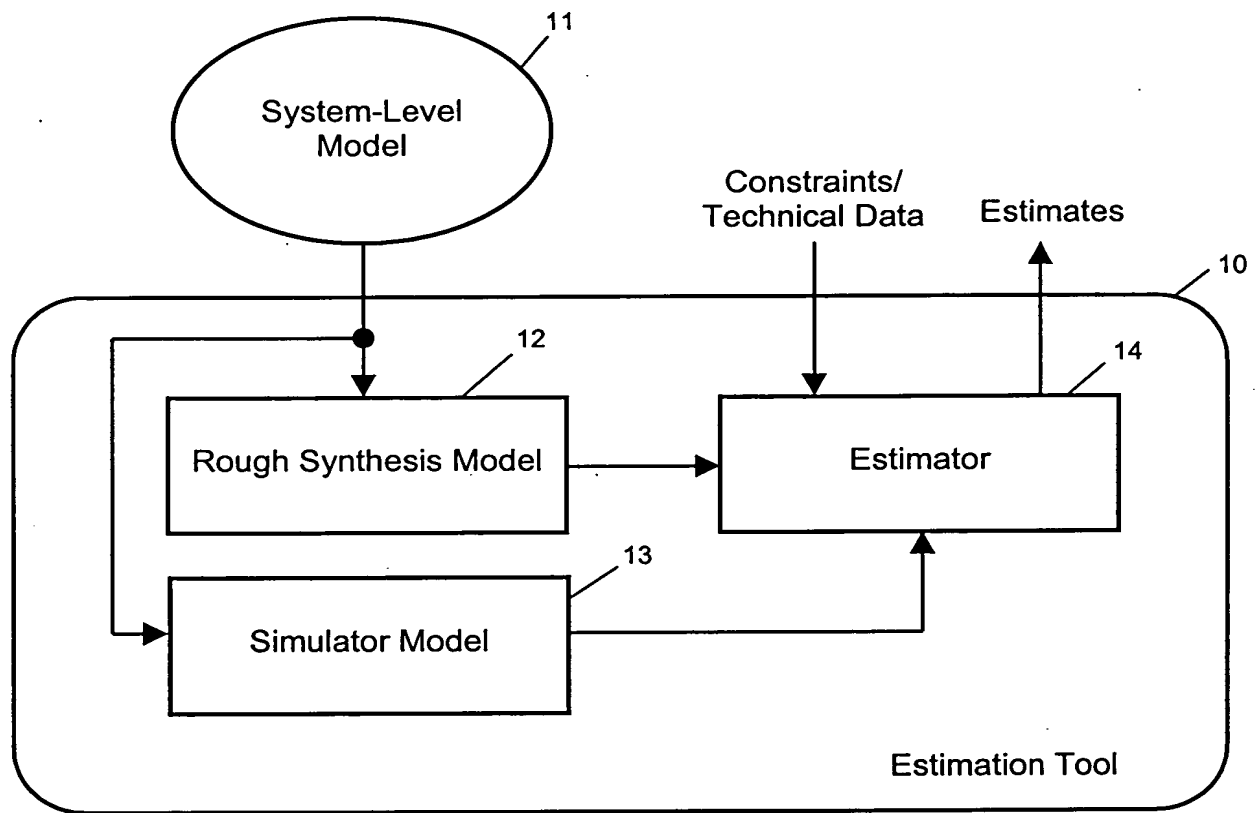 11
System-Level
Model
Constraints/
Technical Data
Estimates
10
12
14
Rough Synthesis Model
Estimator
13
Simulator Model
Estimation Tool